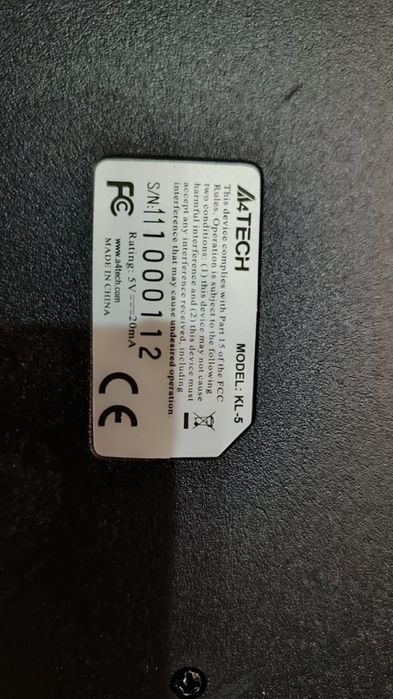 A4TECH MODEL: KL-5
This device complies with Part 15 of the FCC
Rules. Operation is subject to the following
two conditions: (1) this device may not cause
harmful interference and (2) this device must
accept any interference received, including
interference that may cause undesired operation.
S/N:111000112
FC Rating: 5V⎓20mA CE
www.a4tech.com
MADE IN CHINA